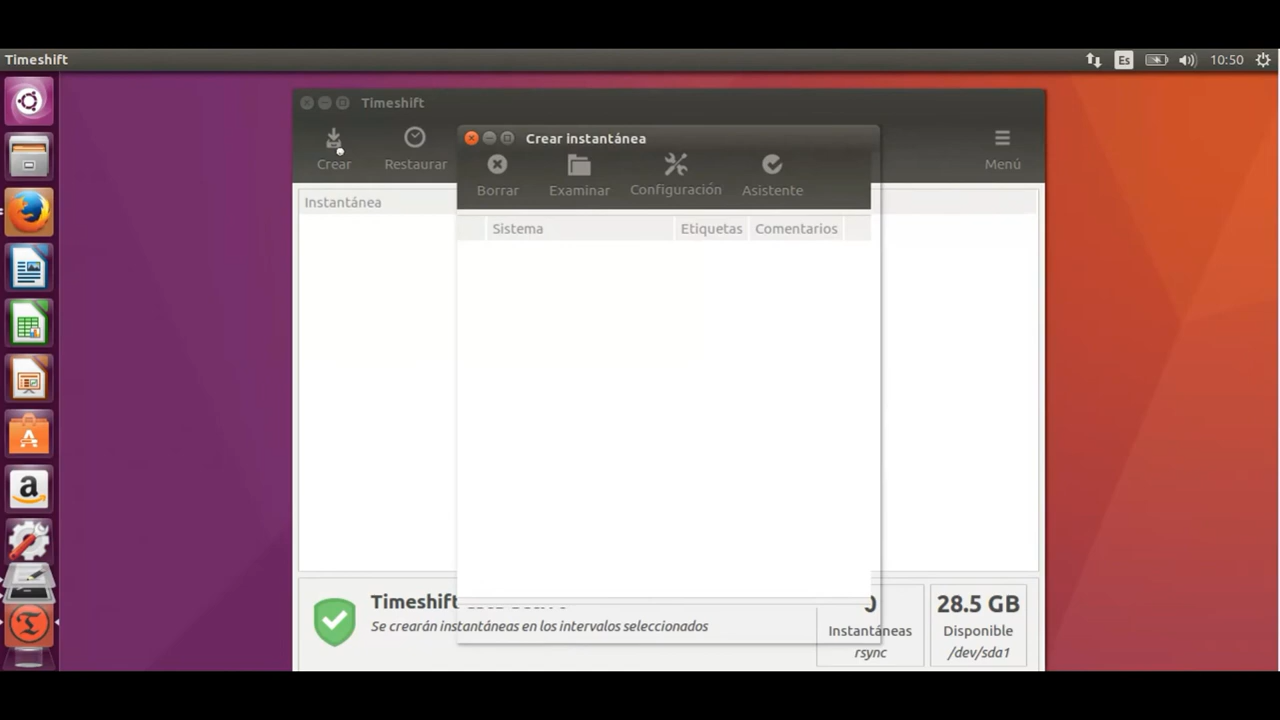 Timeshift
Es
10:50
Timeshift
Crear instantánea
Crear
Restaurar
Borrar
Examinar
Configuración
Asistente
Menú
Instantánea
Sistema
Etiquetas
Comentarios
Timeshift
Se crearán instantáneas en los intervalos seleccionados
0
Instantáneas
rsync
28.5 GB
Disponible
/dev/sda1